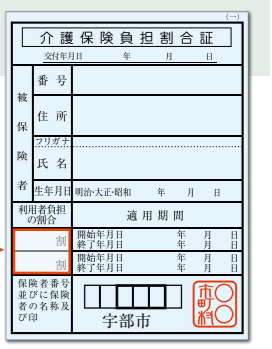 (一)
介護保険負担割合証
交付年月日 年 月 日
被保険者
番号
住所
フリガナ
氏名
生年月日 明治・大正・昭和 年 月 日
利用者負担の割合
適用期間
割 開始年月日 年 月 日
終了年月日 年 月 日
割 開始年月日 年 月 日
終了年月日 年 月 日
保険者番号
並びに保険
者の名称及
び印
宇部市
市町村